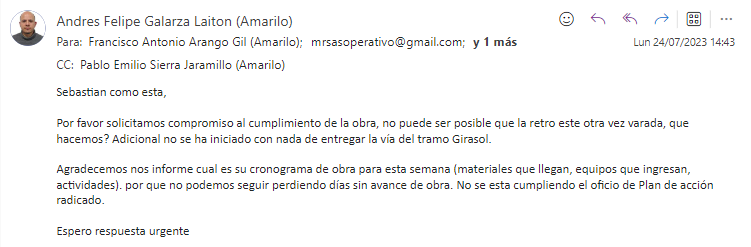 Andres Felipe Galarza Laiton (Amarilo)
Para: Francisco Antonio Arango Gil (Amarilo); mrsasoperativo@gmail.com; y 1 más
Lun 24/07/2023 14:43
CC: Pablo Emilio Sierra Jaramillo (Amarilo)
Sebastian como esta,
Por favor solicitamos compromiso al cumplimiento de la obra, no puede ser posible que la retro este otra vez varada, que
hacemos? Adicional no se ha iniciado con nada de entregar la vía del tramo Girasol.
Agradecemos nos informe cual es su cronograma de obra para esta semana (materiales que llegan, equipos que ingresan,
actividades). por que no podemos seguir perdiendo días sin avance de obra. No se esta cumpliendo el oficio de Plan de acción
radicado.
Espero respuesta urgente